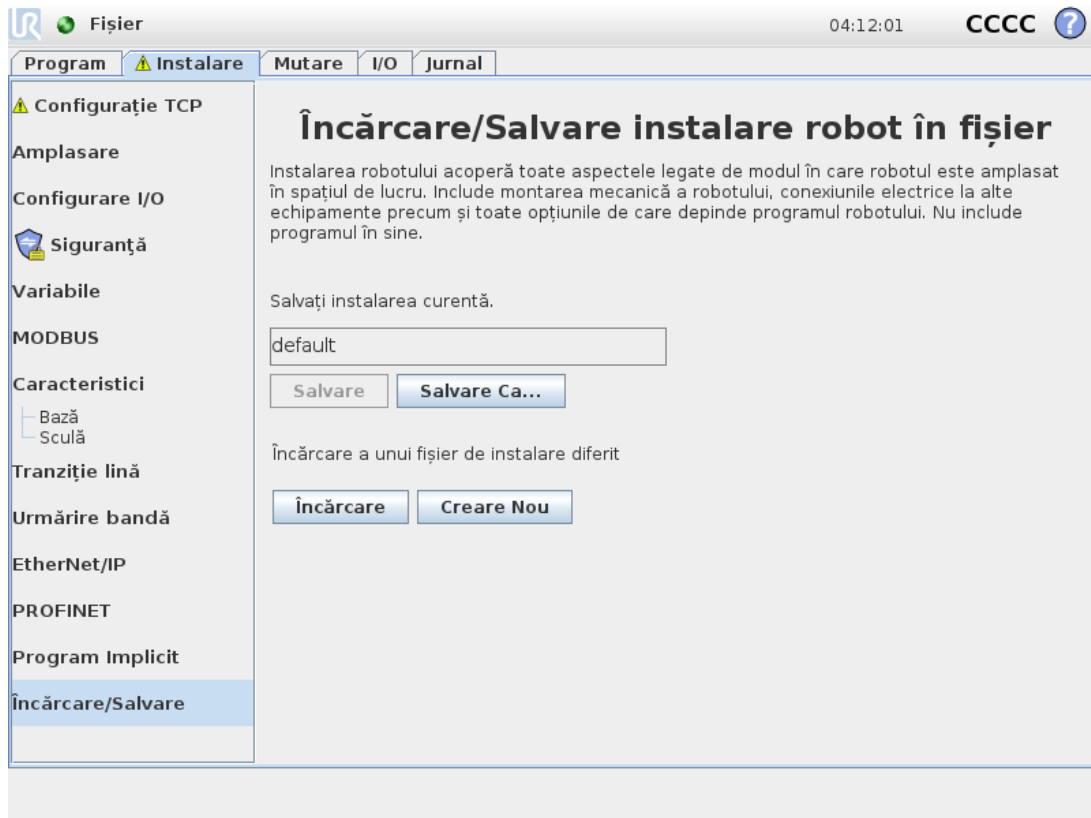 Fișier
04:12:01
CCCC
?
Program
Instalare
Mutare
I/O
Jurnal
Configurație TCP
Amplasare
Configurare I/O
Siguranţă
Variabile
MODBUS
Caracteristici
Bază
Sculă
Tranziție lină
Urmărire bandă
EtherNet/IP
PROFINET
Program Implicit
Încărcare/Salvare
Încărcare/Salvare instalare robot în fișier
Instalarea robotului acoperă toate aspectele legate de modul în care robotul este amplasat
în spațiul de lucru. Include montarea mecanică a robotului, conexiunile electrice la alte
echipamente precum și toate opțiunile de care depinde programul robotului. Nu include
programul în sine.
Salvați instalarea curentă.
default
Salvare
Salvare Ca...
Încărcare a unui fișier de instalare diferit
Încărcare
Creare Nou